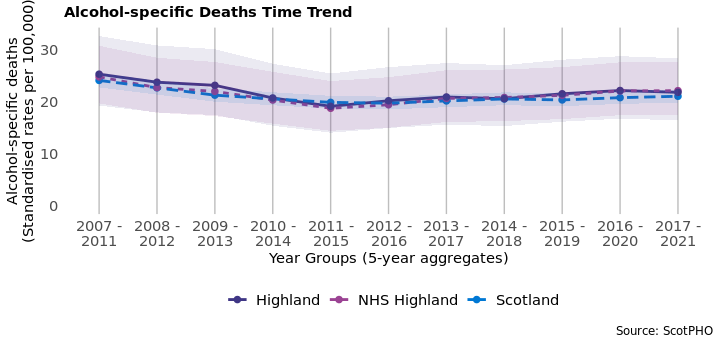 Alcohol-specific Deaths Time Trend
Alcohol-specific deaths
(Standardised rates per 100,000)
30
20
10
0
2007 - 2008 - 2009 - 2010 - 2011 - 2012 - 2013 - 2014 - 2015 - 2016 - 2017 -
2011 2012 2013 2014 2015 2016 2017 2018 2019 2020 2021
Year Groups (5-year aggregates)
Highland NHS Highland Scotland
Source: ScotPHO